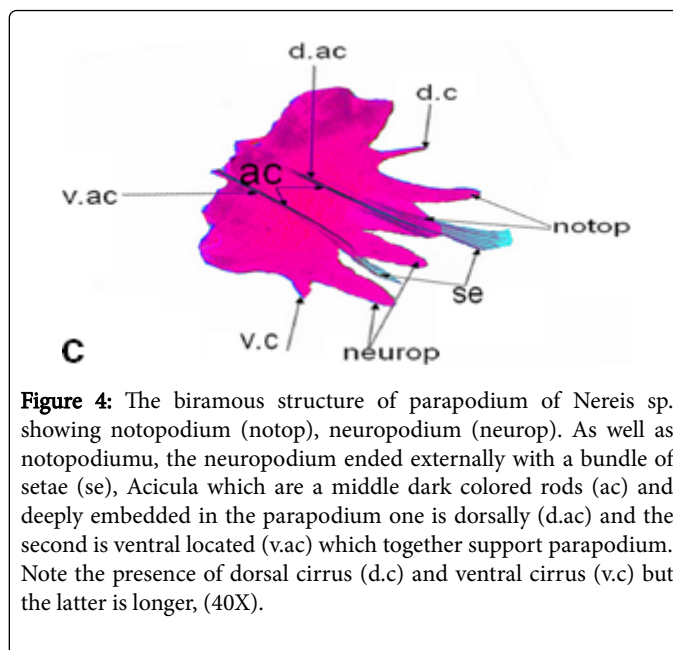 d.ac
d.c
ac
v.ac
notop
se
v.c
neurop
C
Figure 4: The biramous structure of parapodium of Nereis sp.
showing notopodium (notop), neuropodium (neurop). As well as
notopodiumu, the neuropodium ended externally with a bundle of
setae (se), Acicula which are a middle dark colored rods (ac) and
deeply embedded in the parapodium one is dorsally (d.ac) and the
second is ventral located (v.ac) which together support parapodium.
Note the presence of dorsal cirrus (d.c) and ventral cirrus (v.c) but
the latter is longer, (40X).